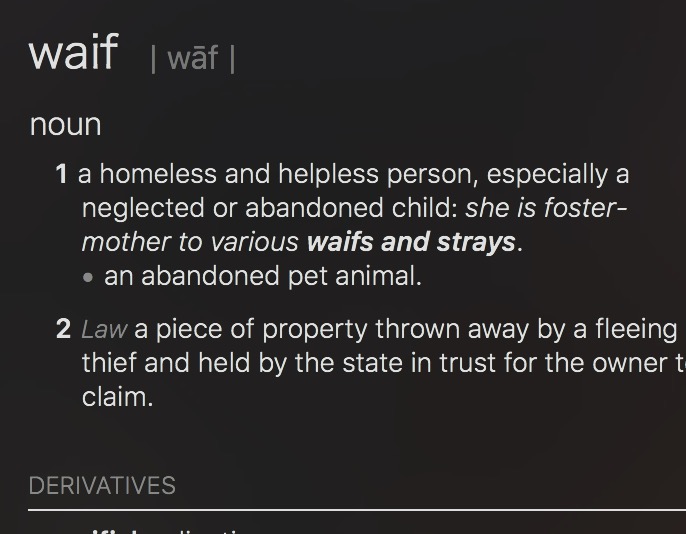 waif | wāf |
noun
1 a homeless and helpless person, especially a
neglected or abandoned child: she is foster-
mother to various waifs and strays.
• an abandoned pet animal.
2 Law a piece of property thrown away by a fleeing
thief and held by the state in trust for the owner
claim.
DERIVATIVES